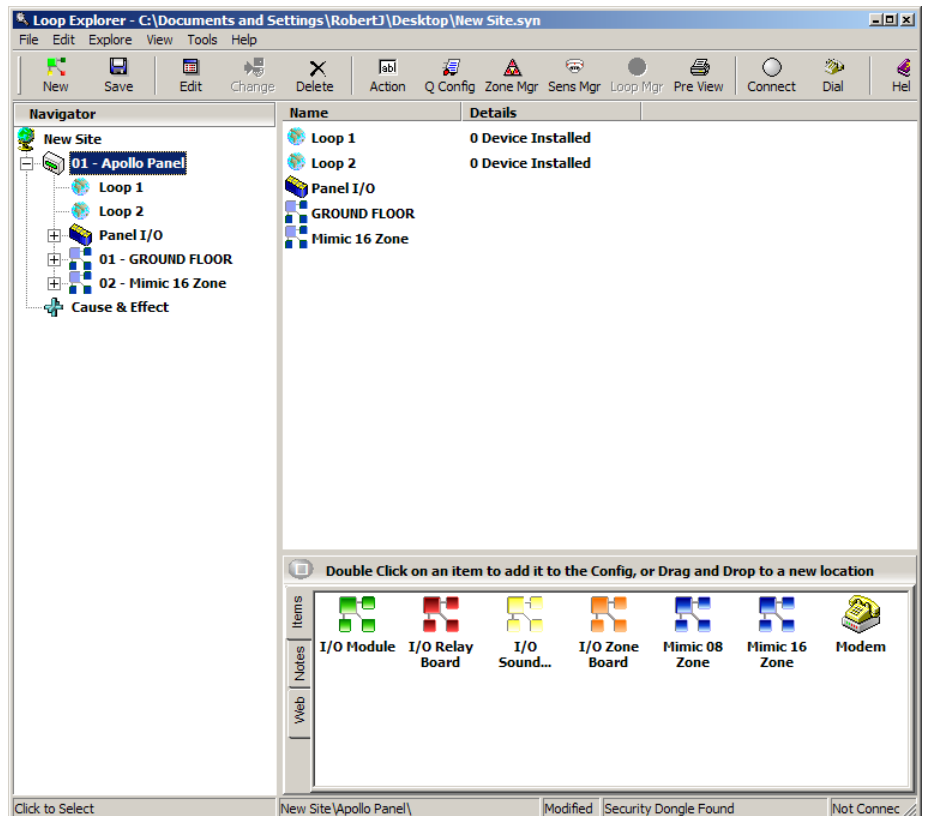 Loop Explorer - C:\Documents and Settings\RobertJ\Desktop\New Site.syn
File Edit Explore View Tools Help
New Save Edit Change Delete Action Q Config Zone Mgr Sens Mgr Loop Mgr Pre View Connect Dial Hel
Navigator
New Site
01 - Apollo Panel
Loop 1
Loop 2
Panel I/O
01 - GROUND FLOOR
02 - Mimic 16 Zone
Cause & Effect
Name Details
Loop 1 0 Device Installed
Loop 2 0 Device Installed
Panel I/O
GROUND FLOOR
Mimic 16 Zone
Double Click on an item to add it to the Config, or Drag and Drop to a new location
Items
Notes
Web
I/O Module I/O Relay I/O I/O Zone Mimic 08 Mimic 16 Modem
Board Sound... Board Zone Zone
Click to Select New Site\Apollo Panel\ Modified Security Dongle Found Not Connec